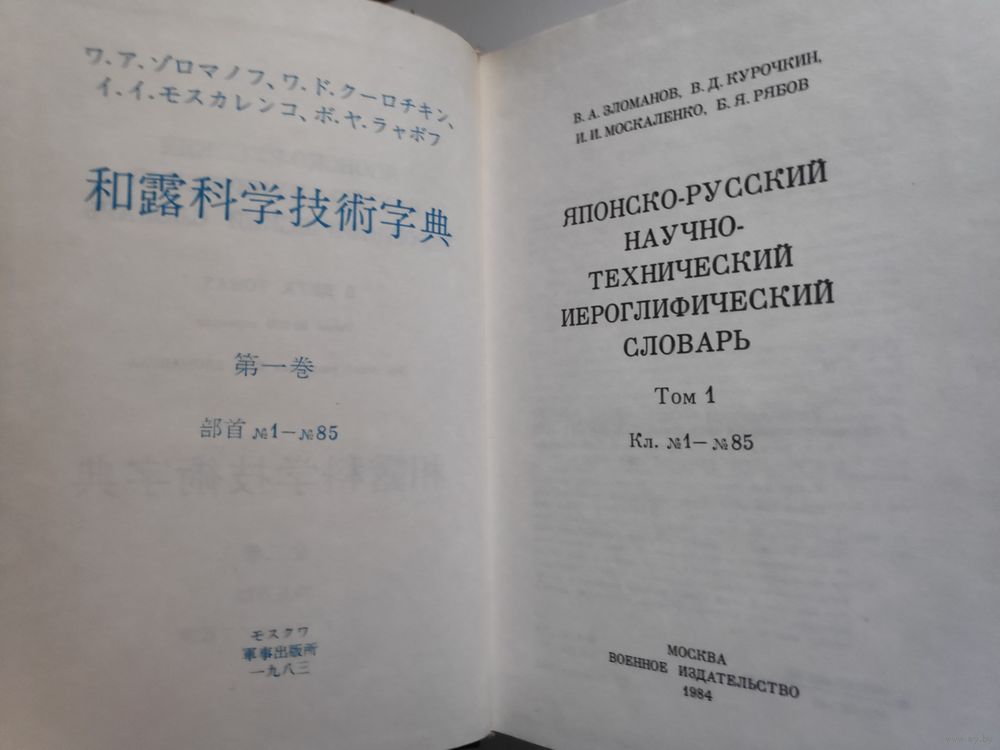 ワ.ア.ゾロマノフ、ワ.ド.クーロチキン、
イ.イ.モスカレンコ、ボ.ヤ.ラャボフ
和露科学技術字典
第一巻
部首 №1—№85
モスクワ
軍事出版所
一九八三
В. А. ЗЛОМАНОВ, В. Д. КУРОЧКИН,
И. И. МОСКАЛЕНКО, Б. Я. РЯБОВ
ЯПОНСКО-РУССКИЙ
НАУЧНО-
ТЕХНИЧЕСКИЙ
ИЕРОГЛИФИЧЕСКИЙ
СЛОВАРЬ
Том 1
Кл. №1—№85
МОСКВА
ВОЕННОЕ ИЗДАТЕЛЬСТВО
1984